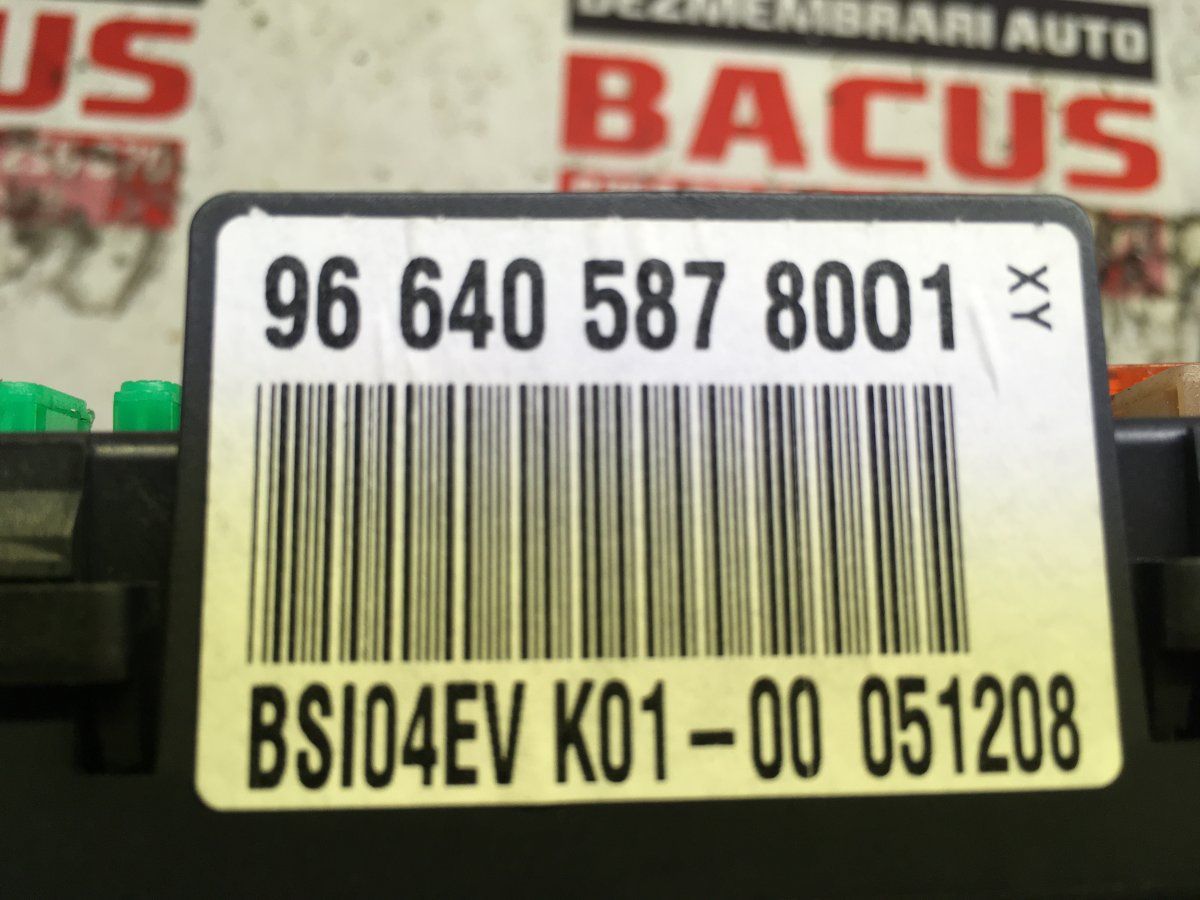 DEZMEMBRARI AUTO
US
BACUS
96 640 587 8001
XY
BSI04EV K01-00 051208